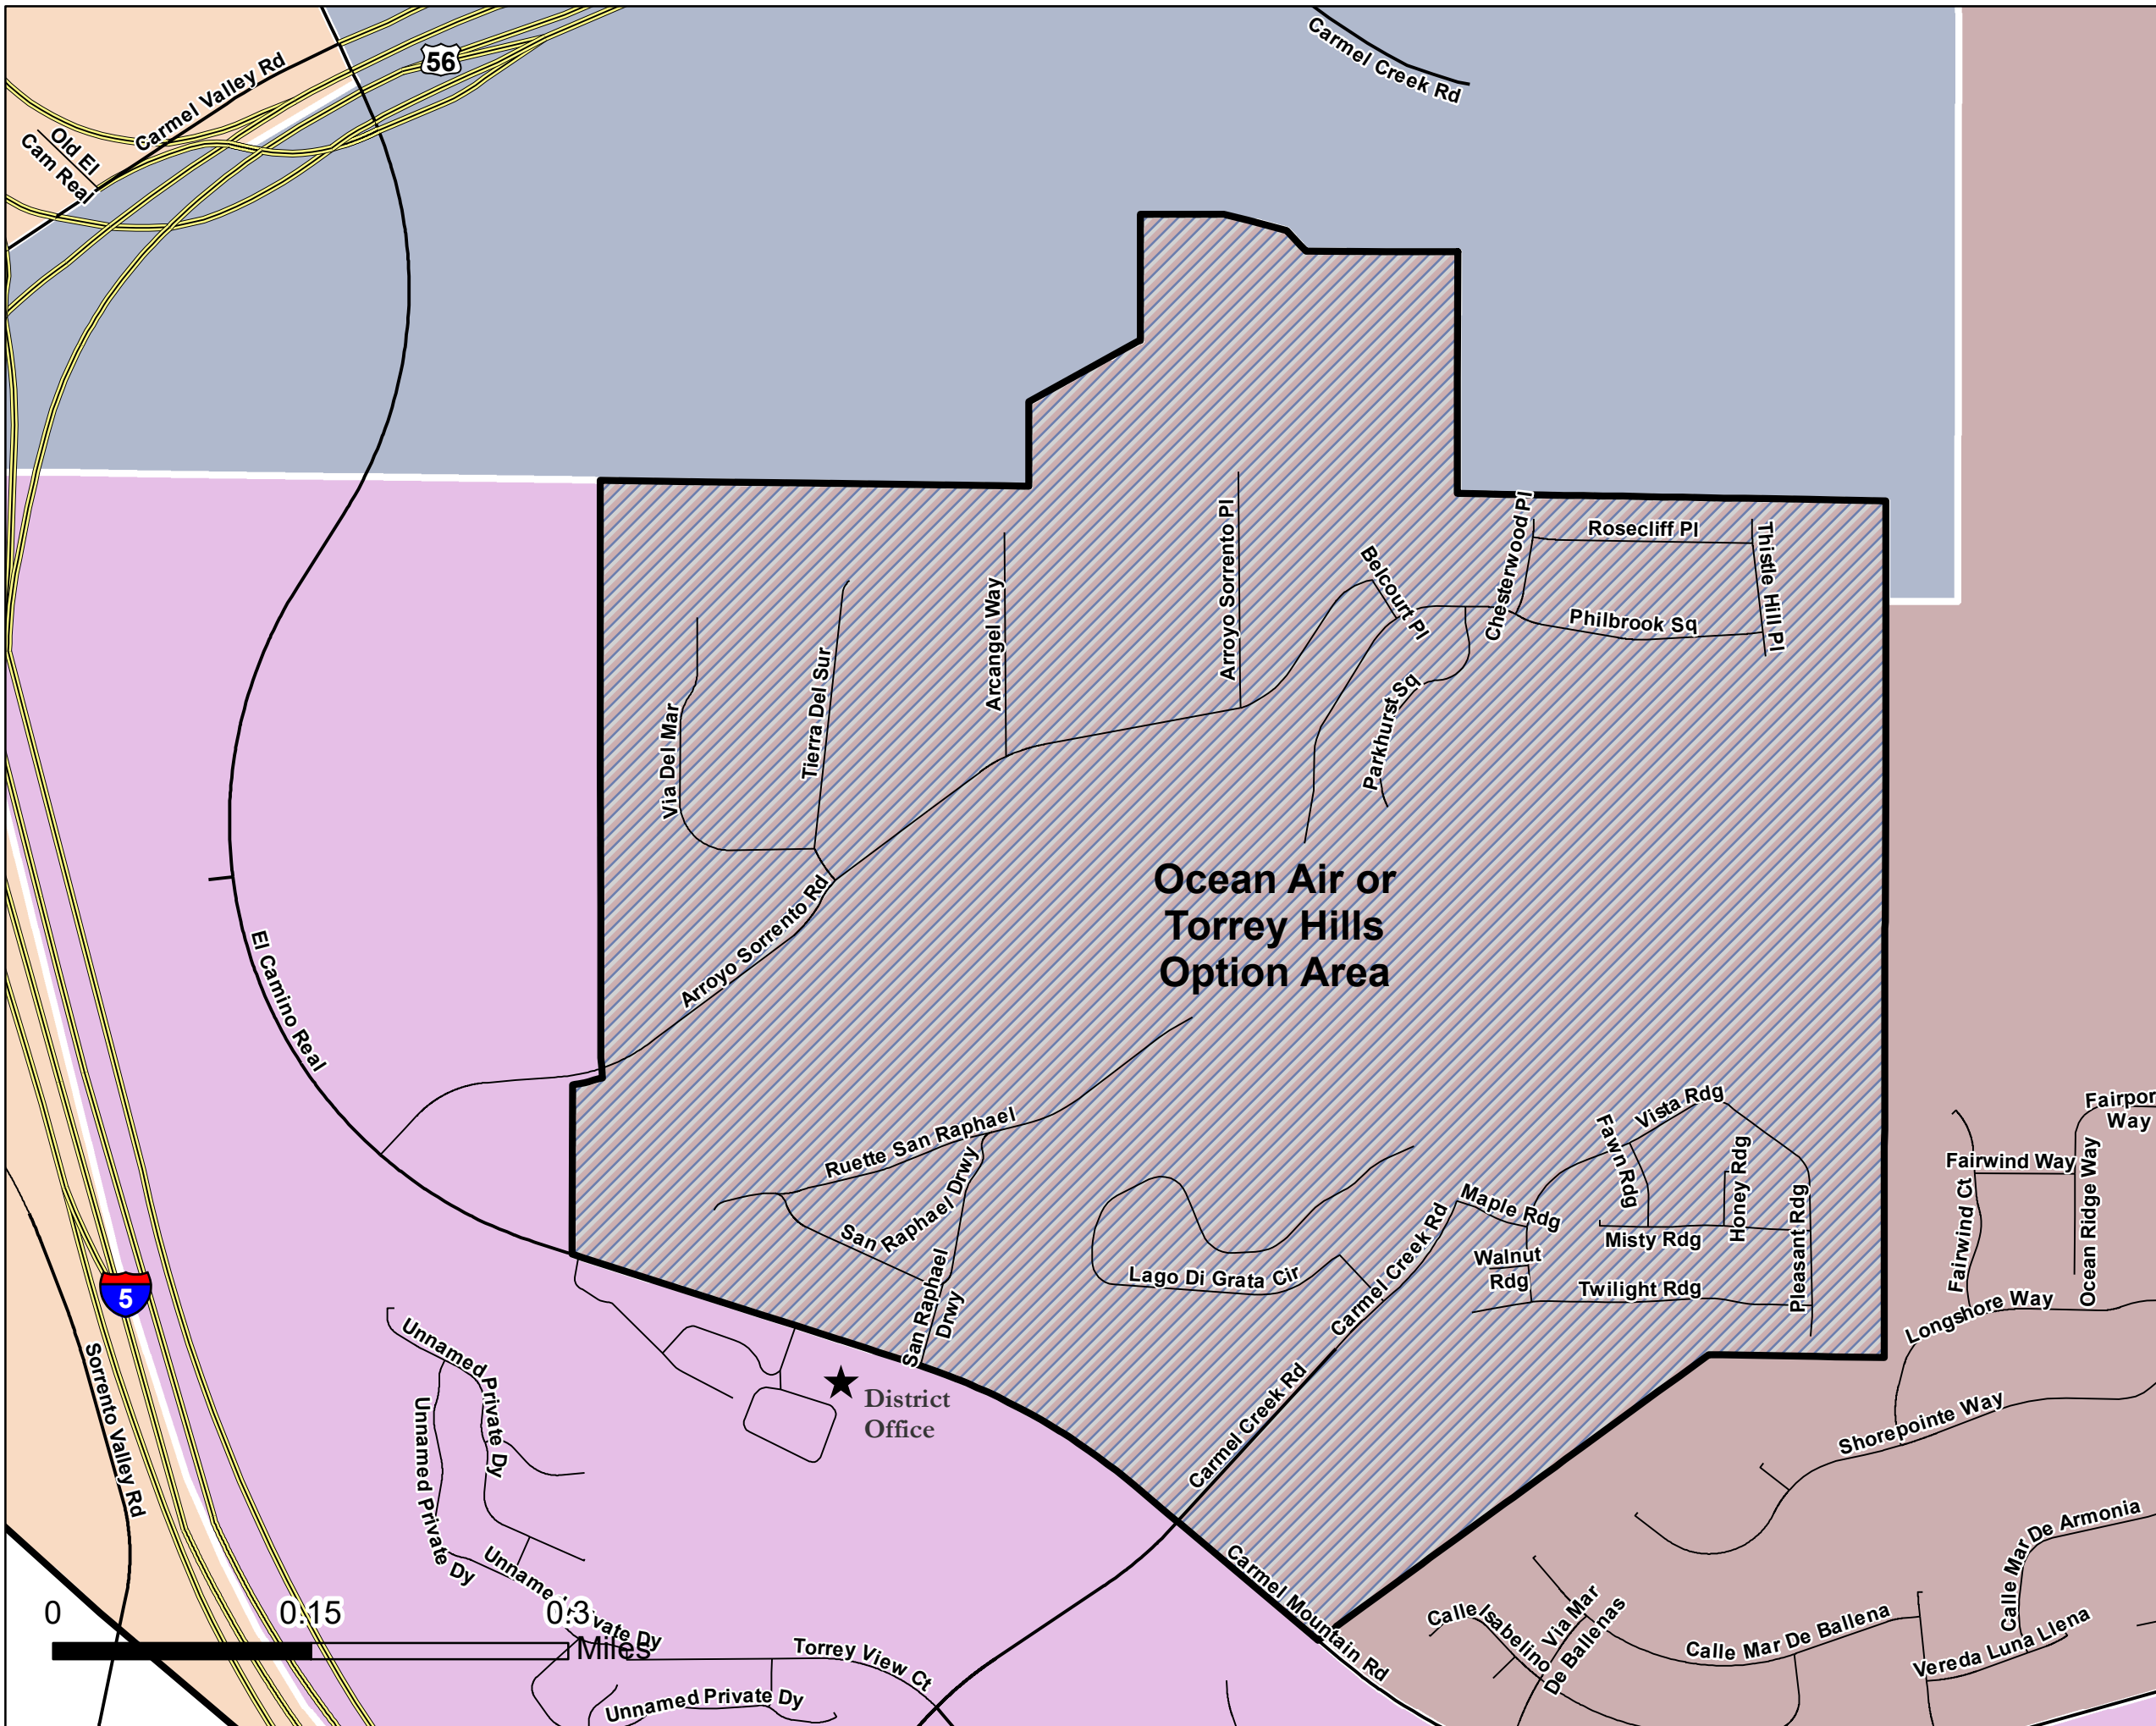 56
Carmel Valley Rd
Old El
Cam Real
Carmel Creek Rd
Arroyo Sorrento Pl
Belcourt Pl
Chesterwood Pl
Rosecliff Pl
Thistle Hill Pl
Philbrook Sq
Parkhurst Sq
Arcangel Way
Tierra Del Sur
Via Del Mar
Arroyo Sorrento Rd
Ocean Air or
Torrey Hills
Option Area
El Camino Real
Ruette San Raphael
San Raphael Drwy
San Raphael
Drwy
Lago Di Grata Cir
Carmel Creek Rd
Carmel Creek Rd
Maple Rdg
Walnut
Rdg
Fawn Rdg
Vista Rdg
Honey Rdg
Misty Rdg
Twilight Rdg
Pleasant Rdg
Fairpor
Way
Fairwind Way
Fairwind Ct
Ocean Ridge Way
Longshore Way
Shorepointe Way
5
Sorrento Valley Rd
Unnamed Private Dy
Unnamed Private Dy
District
Office
Carmel Mountain Rd
Calle Isabelino
Via Mar
De Ballenas
Calle Mar De Ballena
Calle Mar De Armonia
Vereda Luna Llena
Torrey View Ct
Unnamed Private Dy
0 0.15 0.3
Miles